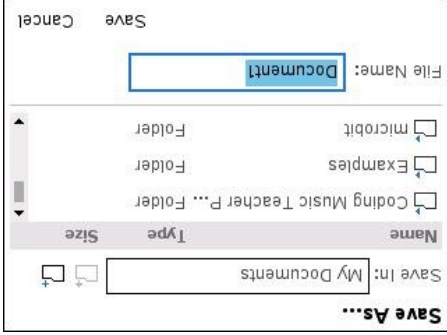 Save As...
Save In: My Documents
Name Type Size
Coding Music Teacher P... Folder
Examples Folder
microbit Folder
File Name: Document1
Save Cancel